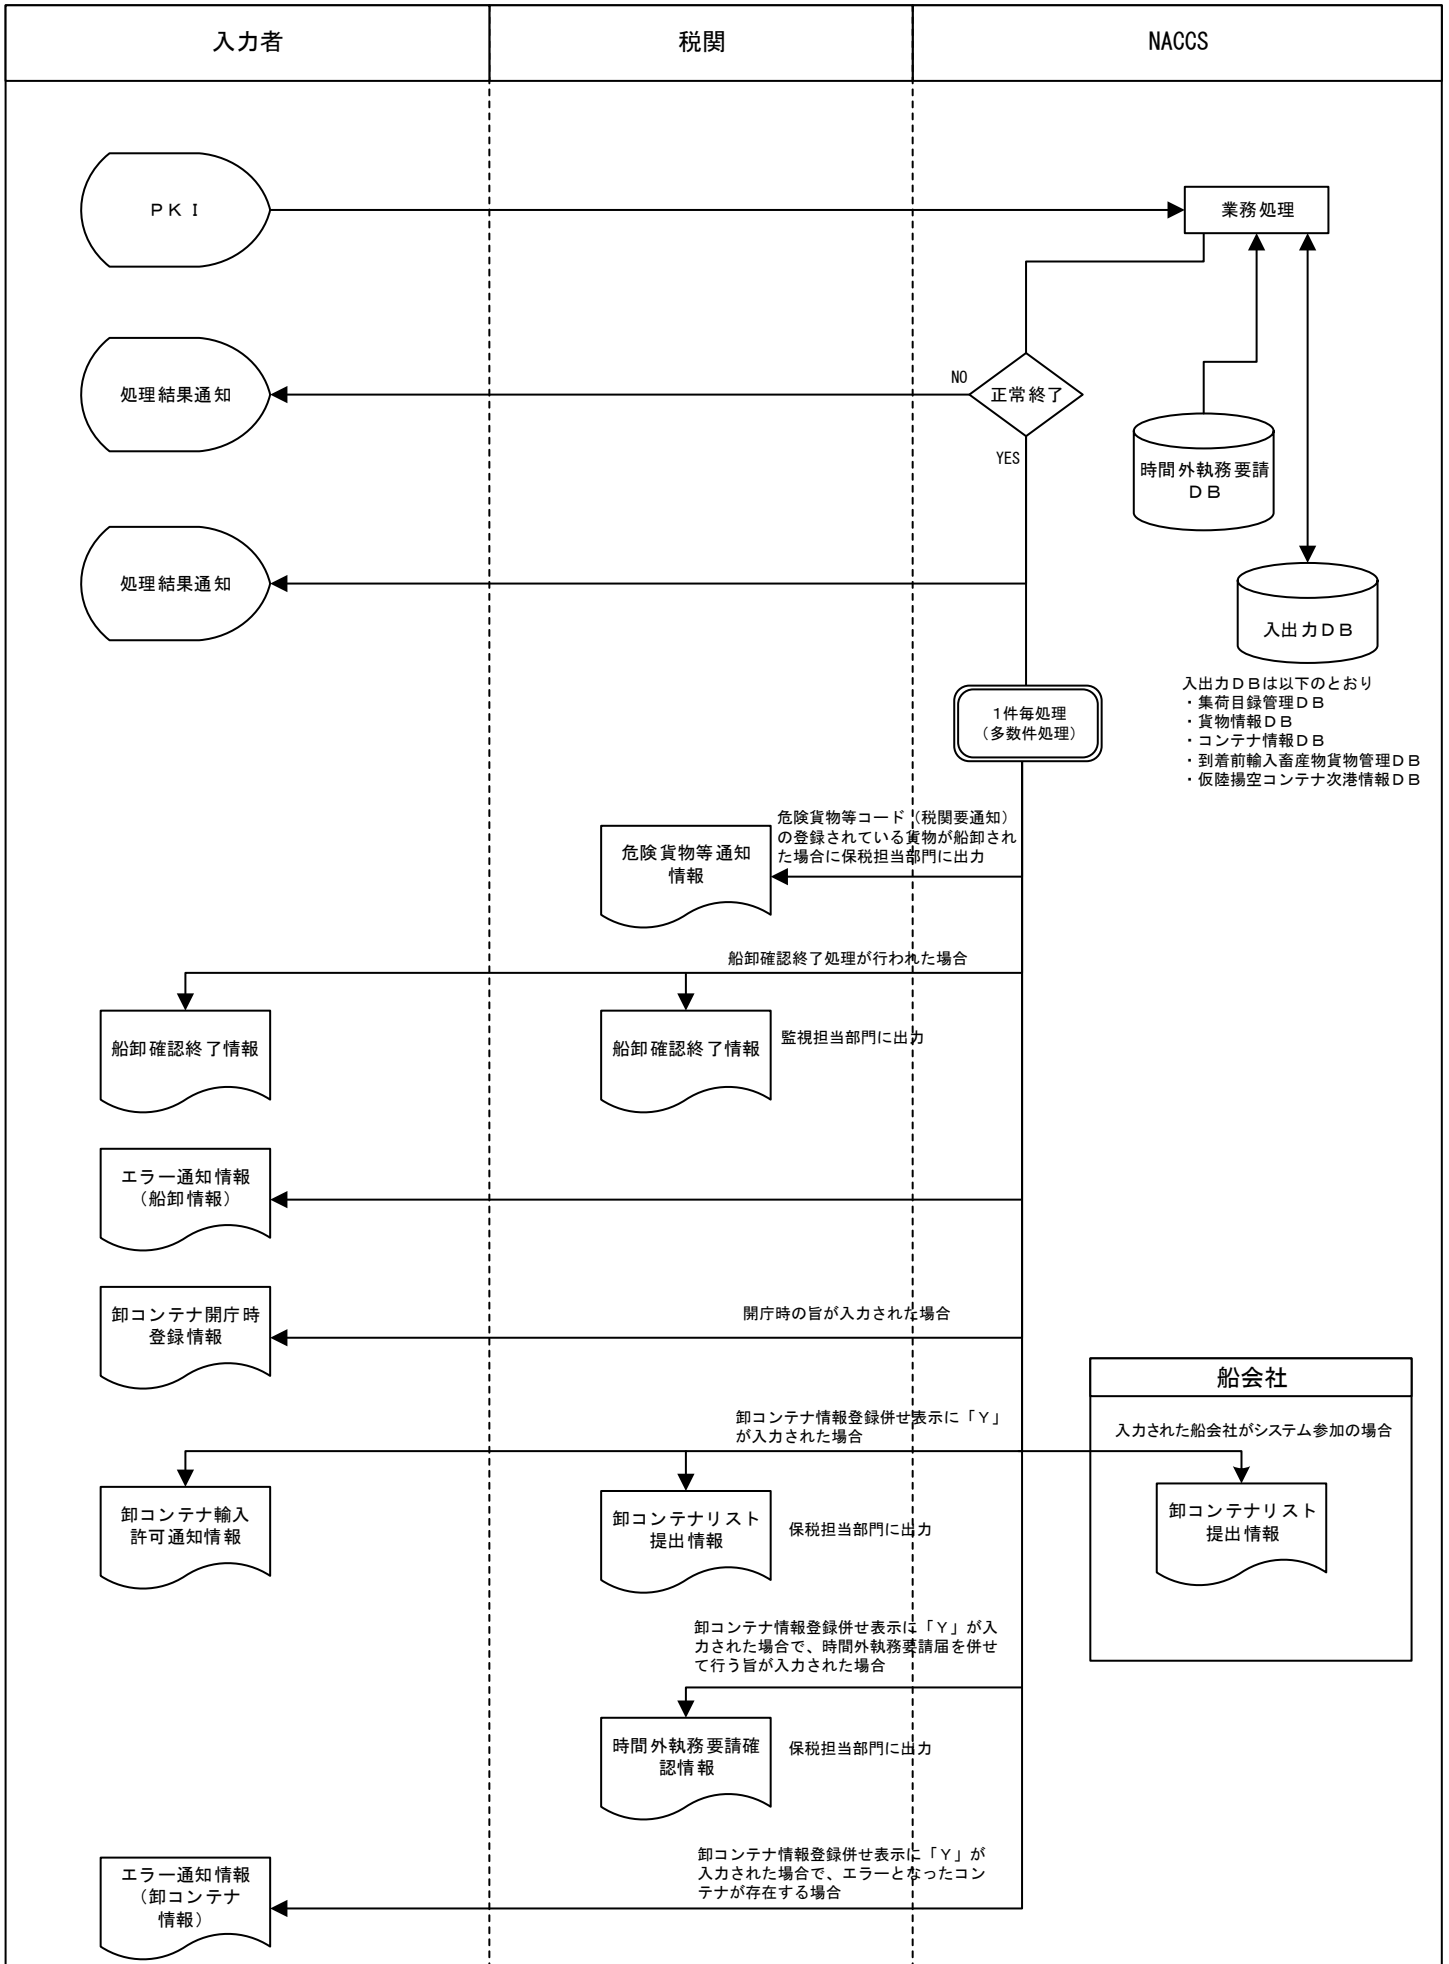 入力者
税関
NACCS
ＰＫＩ
業務処理
処理結果通知
NO
正常終了
YES
時間外執務要請
ＤＢ
処理結果通知
入出力ＤＢ
入出力ＤＢは以下のとおり
・集荷目録管理ＤＢ
・貨物情報ＤＢ
・コンテナ情報ＤＢ
・到着前輸入畜産物貨物管理ＤＢ
・仮陸揚空コンテナ次港情報ＤＢ
1件毎処理
（多数件処理）
危険貨物等コード（税関要通知）
の登録されている貨物が船卸され
た場合に保税担当部門に出力
危険貨物等通知
情報
船卸確認終了処理が行われた場合
船卸確認終了情報
船卸確認終了情報
監視担当部門に出力
エラー通知情報
（船卸情報）
卸コンテナ開庁時
登録情報
開庁時の旨が入力された場合
船会社
卸コンテナ情報登録併せ表示に「Ｙ」
が入力された場合
入力された船会社がシステム参加の場合
卸コンテナ輸入
許可通知情報
卸コンテナリスト
提出情報
保税担当部門に出力
卸コンテナリスト
提出情報
卸コンテナ情報登録併せ表示に「Ｙ」が入
力された場合で、時間外執務要請届を併せ
て行う旨が入力された場合
時間外執務要請確
認情報
保税担当部門に出力
卸コンテナ情報登録併せ表示に「Ｙ」が
入力された場合で、エラーとなったコン
テナが存在する場合
エラー通知情報
（卸コンテナ
情報）